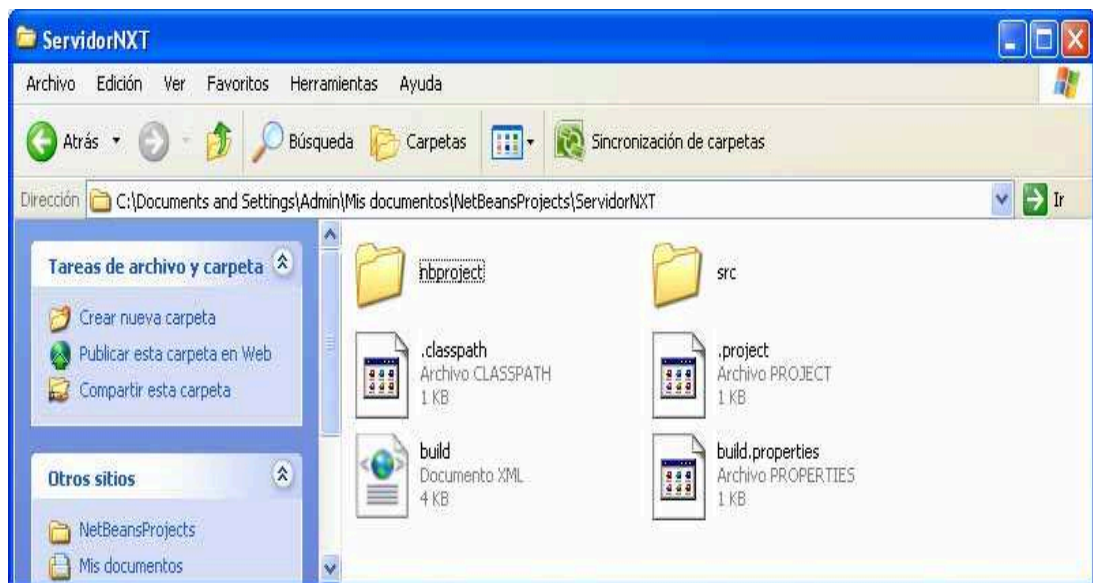 ServidorNXT
Archivo Edición Ver Favoritos Herramientas Ayuda
Atrás Búsqueda Carpetas Sincronización de carpetas
Dirección C:\Documents and Settings\Admin\Mis documentos\NetBeansProjects\ServidorNXT Ir
Tareas de archivo y carpeta
Crear nueva carpeta
Publicar esta carpeta en Web
Compartir esta carpeta
Otros sitios
NetBeansProjects
Mis documentos
nbproject
src
.classpath
Archivo CLASSPATH
1 KB
.project
Archivo PROJECT
1 KB
build
Documento XML
4 KB
build.properties
Archivo PROPERTIES
1 KB